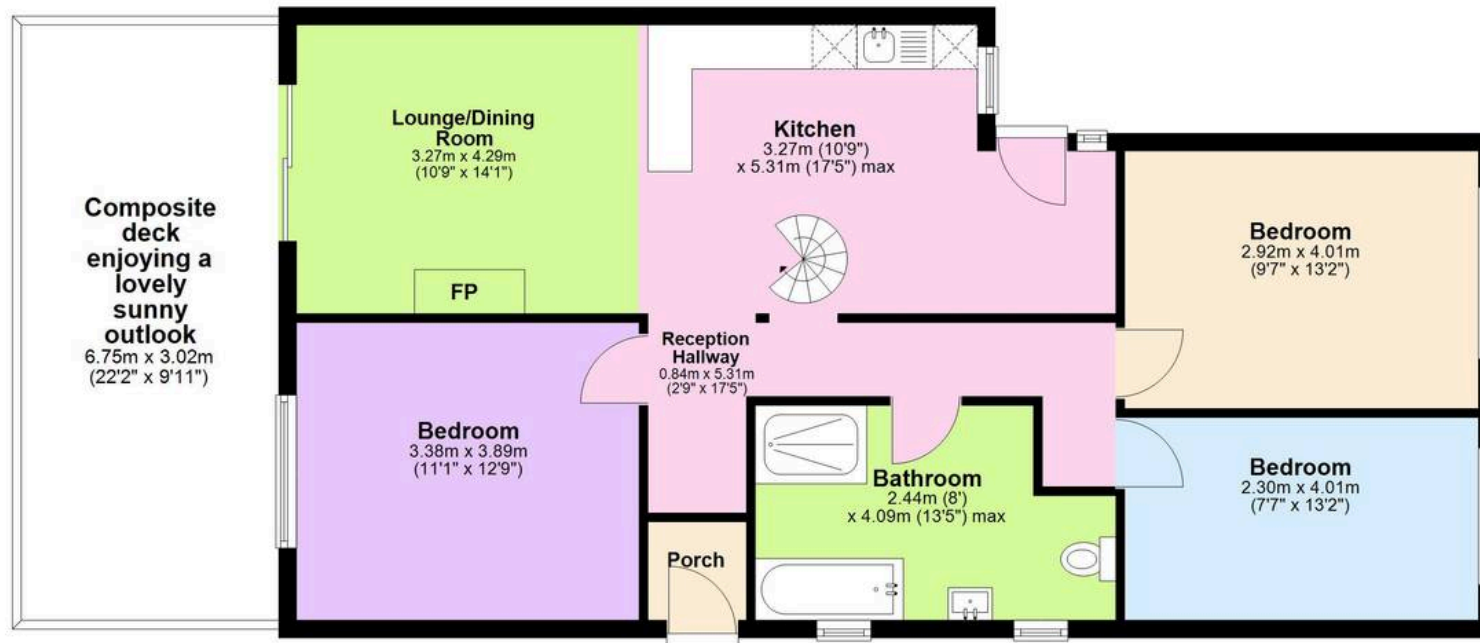 Composite
deck
enjoying a
lovely
sunny
outlook
6.75m x 3.02m
(22'2" x 9'11")
Lounge/Dining
Room
3.27m x 4.29m
(10'9" x 14'1")
FP
Kitchen
3.27m (10'9")
x 5.31m (17'5") max
Bedroom
2.92m x 4.01m
(9'7" x 13'2")
Reception
Hallway
0.84m x 5.31m
(2'9" x 17'5")
Bedroom
3.38m x 3.89m
(11'1" x 12'9")
Bathroom
2.44m (8')
x 4.09m (13'5") max
Bedroom
2.30m x 4.01m
(7'7" x 13'2")
Porch